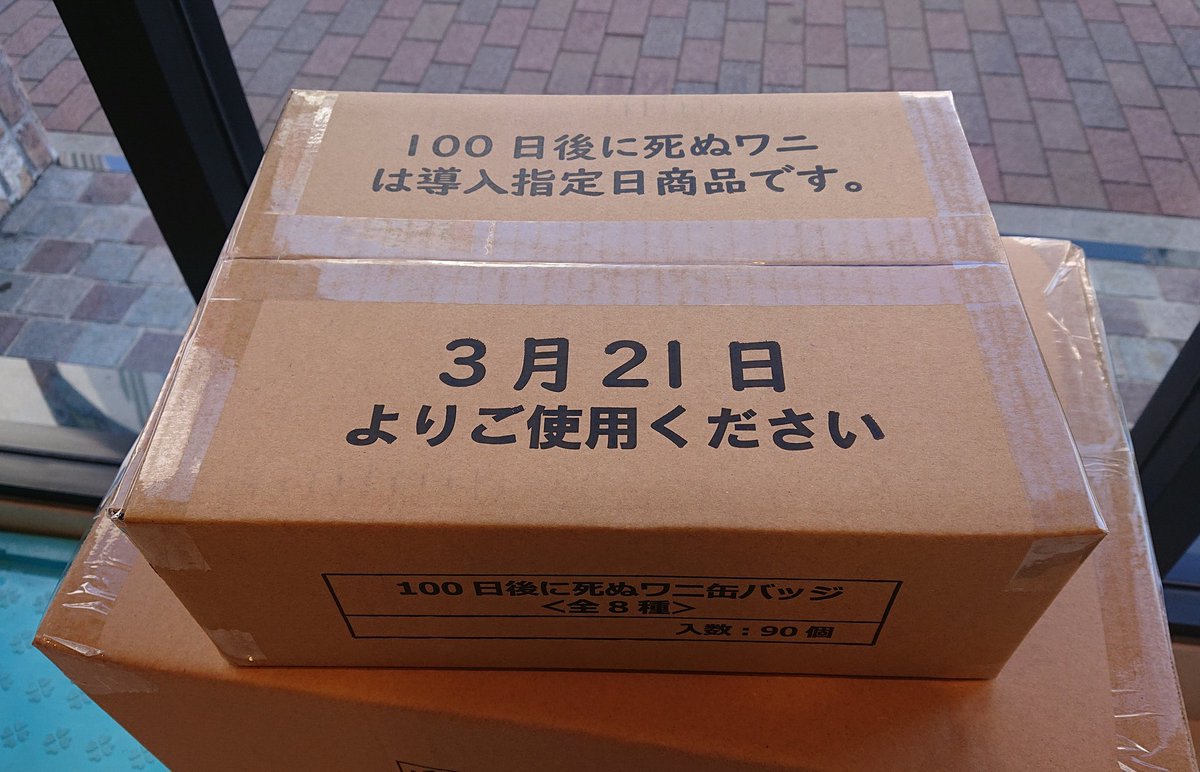 100日後に死ぬワニ
は導入指定日商品です。
3月21日
よりご使用ください
100日後に死ぬワニ缶バッジ
<全8種>
入数：90個